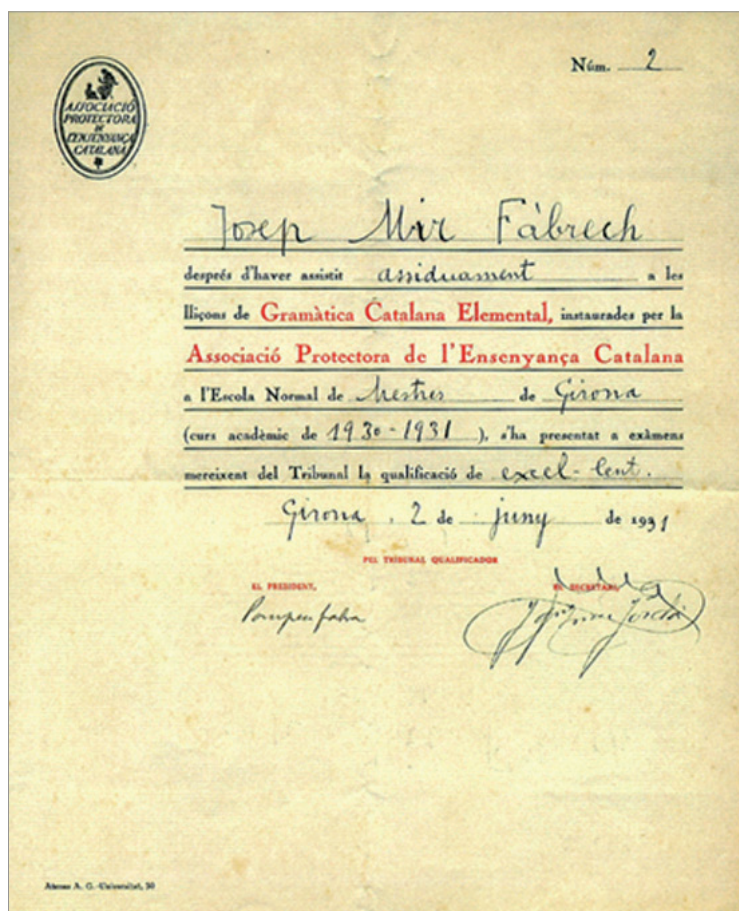 Núm. 2
ASSOCIACIÓ
PROTECTORA
DE
L'ENSENYANÇA
CATALANA
Josep Mir Fàbrech
després d'haver assistit assiduament a les
lliçons de Gramàtica Catalana Elemental, instaurades per la
Associació Protectora de l'Ensenyança Catalana
a l'Escola Normal de Mestres de Girona
(curs acadèmic de 1930-1931), s'ha presentat a exàmens
mereixent del Tribunal la qualificació de excel-lent.
Girona, 2 de juny de 1931
PEL TRIBUNAL QUALIFICADOR
EL PRESIDENT, EL SECRETARI,
Pompeu fabra
Atenas A. G.-Universitat, 50